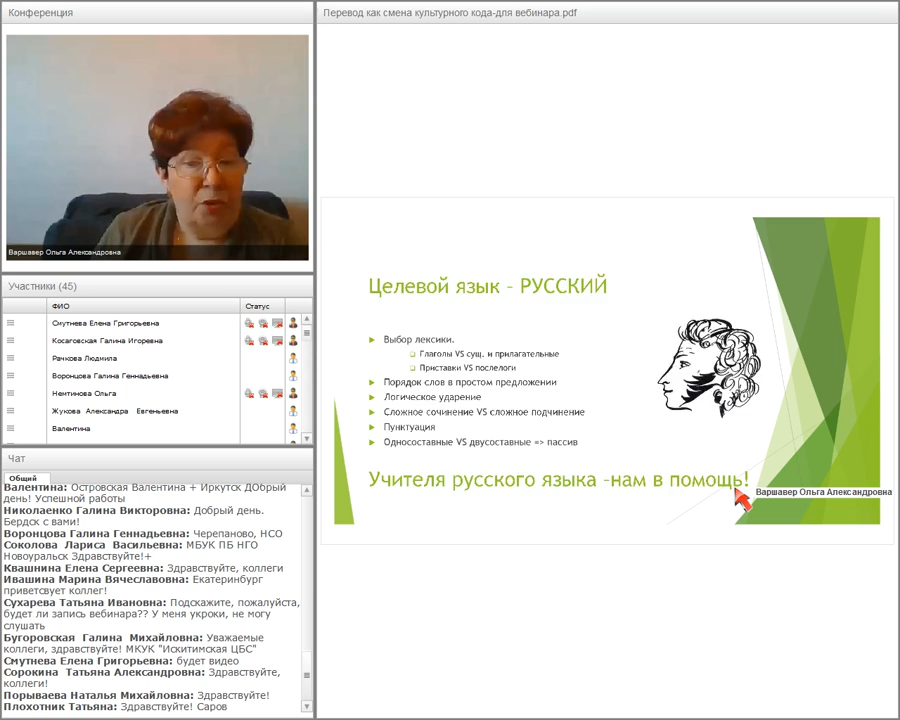 Конференция
Варшавер Ольга Александровна
Участники (45)
ФИО
Статус
Смутнева Елена Григорьевна
Косаговская Галина Игоревна
Рачкова Людмила
Воронцова Галина Геннадьевна
Немтинова Ольга
Жукова Александра Евгеньевна
Валентина
Чат
Общий
Валентина: Островская Валентина + Иркутск ДОбрый
день! Успешной работы
Николаенко Галина Викторовна: Добрый день.
Бердск с вами!
Воронцова Галина Геннадьевна: Черепаново, НСО
Соколова Лариса Васильевна: МБУК ПБ НГО
Новоуральск Здравствуйте!+
Квашнина Елена Сергеевна: Здравствуйте, коллеги
Ивашина Марина Вячеславовна: Екатеринбург
приветсвует коллег!
Сухарева Татьяна Ивановна: Подскажите, пожалуйста,
будет ли запись вебинара?? У меня укроки, не могу
слушать
Бугоровская Галина Михайловна: Уважаемые
коллеги, здравствуйте! МКУК "Искитимская ЦБС"
Смутнева Елена Григорьевна: будет видео
Сорокина Татьяна Александровна: Здравствуйте,
коллеги!
Порываева Наталья Михайловна: Здравствуйте!
Плохотник Татьяна: Здравствуйте! Саров
Перевод как смена культурного кода-для вебинара.pdf
Целевой язык – РУССКИЙ
Выбор лексики.
Глаголы VS сущ. и прилагательные
Приставки VS послелоги
Порядок слов в простом предложении
Логическое ударение
Сложное сочинение VS сложное подчинение
Пунктуация
Односоставные VS двусоставные => пассив
Учителя русского языка –нам в помощь!
Варшавер Ольга Александровна